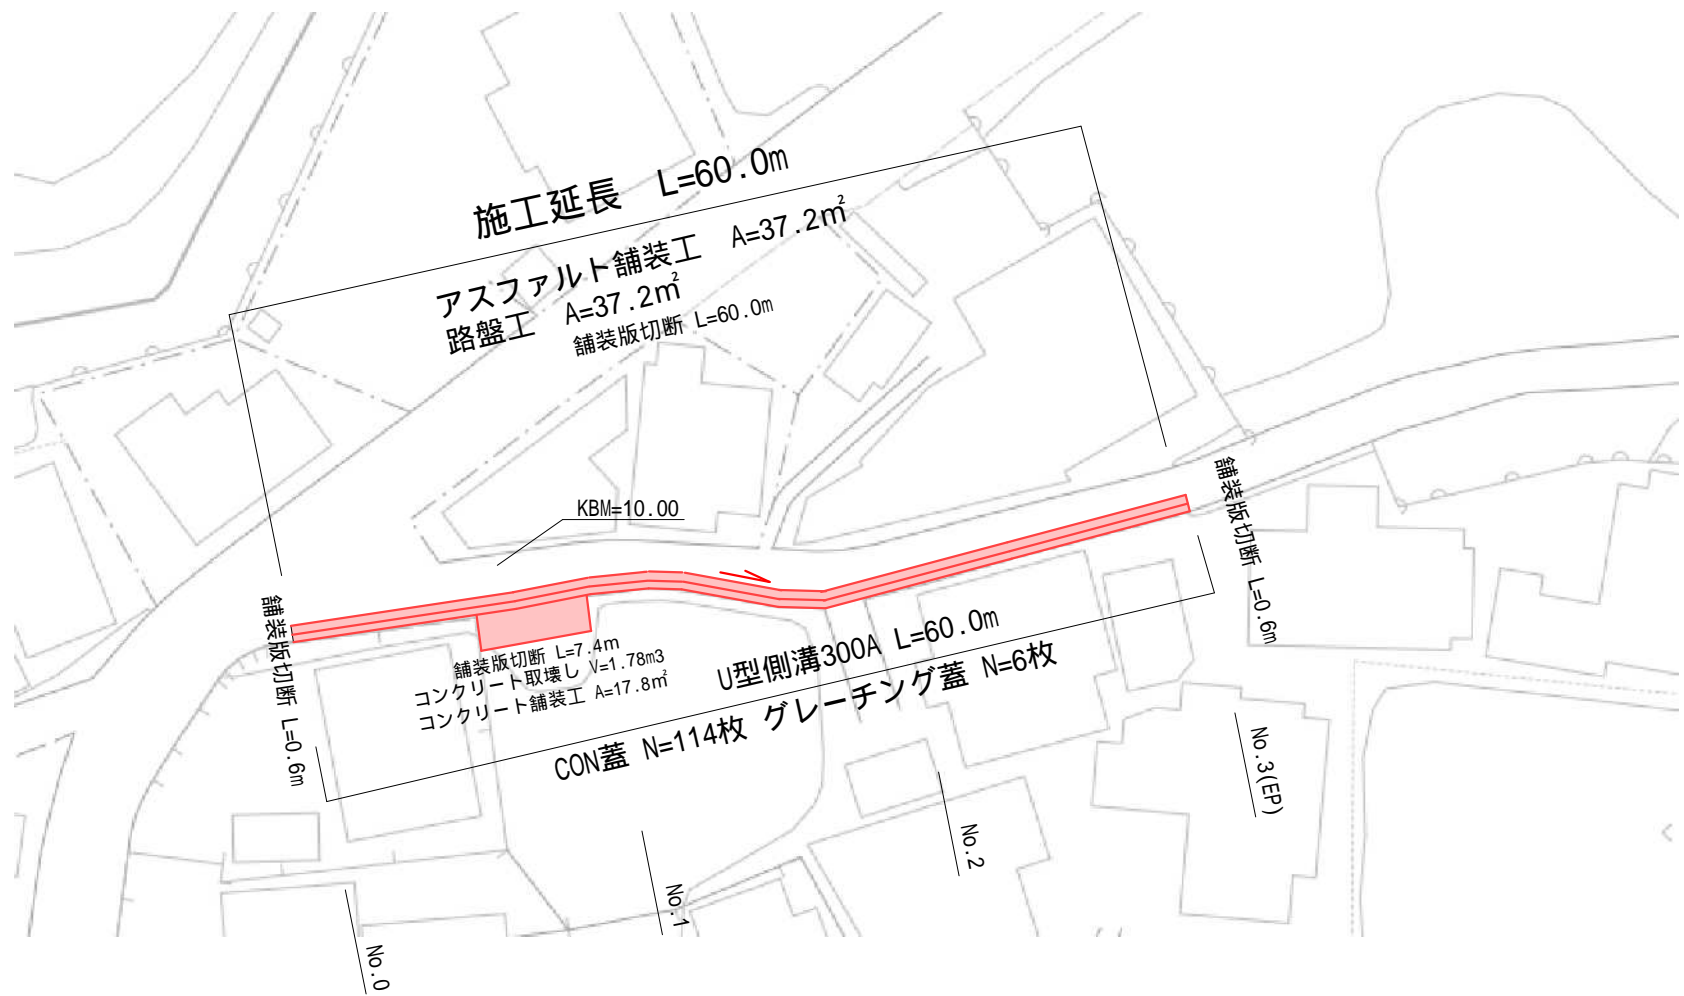 施工延長 L=60.0m
アスファルト舗装工 A=37.2㎡
路盤工 A=37.2㎡
舗装版切断 L=60.0m
KBM=10.00
舗装版切断 L=0.6m
舗装版切断 L=0.6m
舗装版切断 L=7.4m
コンクリート取壊し V=1.78m3
コンクリート舗装工 A=17.8㎡
U型側溝300A L=60.0m
CON蓋 N=114枚 グレーチング蓋 N=6枚
No.0
No.1
No.2
No.3(EP)